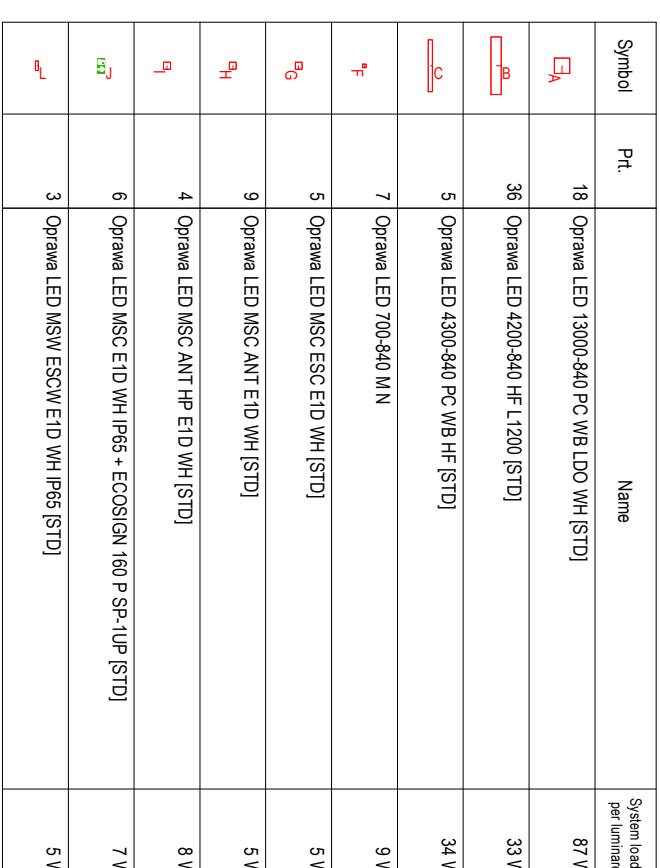 Symbol Prt. Name System load
per luminar
A 18 Oprawa LED 13000-840 PC WB LDO WH [STD] 87 W
B 36 Oprawa LED 4200-840 HF L1200 [STD] 33 W
C 5 Oprawa LED 4300-840 PC WB HF [STD] 34 W
F 7 Oprawa LED 700-840 M N 9 W
G 5 Oprawa LED MSC ESC E1D WH [STD] 5 W
H 9 Oprawa LED MSC ANT E1D WH [STD] 5 W
I 4 Oprawa LED MSC ANT HP E1D WH [STD] 8 W
J 6 Oprawa LED MSC E1D WH IP65 + ECOSIGN 160 P SP-1UP [STD] 7 W
L 3 Oprawa LED MSW ESCW E1D WH IP65 [STD] 5 W